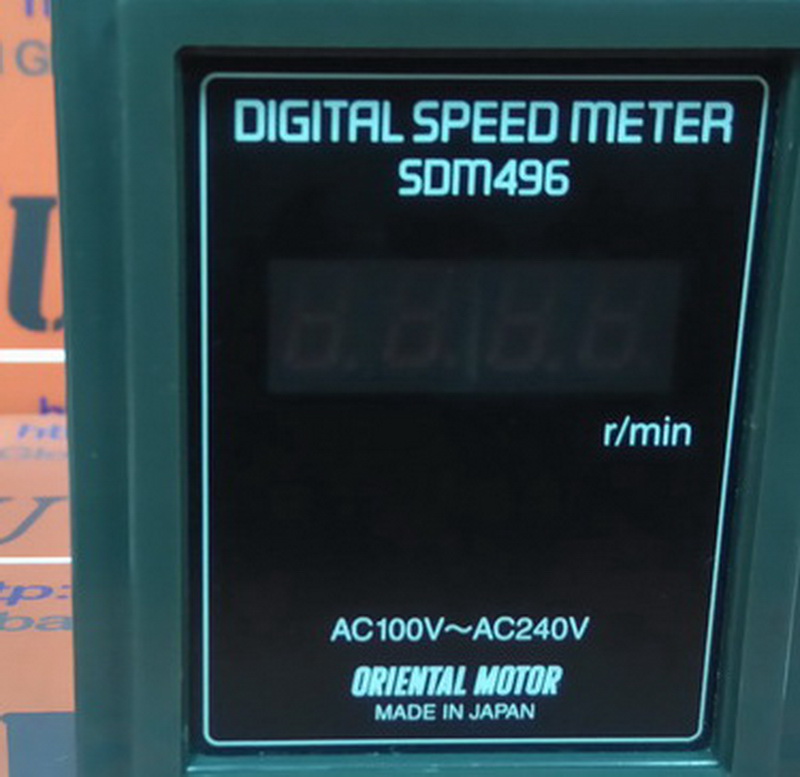 DIGITAL SPEED METER
SDM496
r/min
AC100V～AC240V
ORIENTAL MOTOR
MADE IN JAPAN